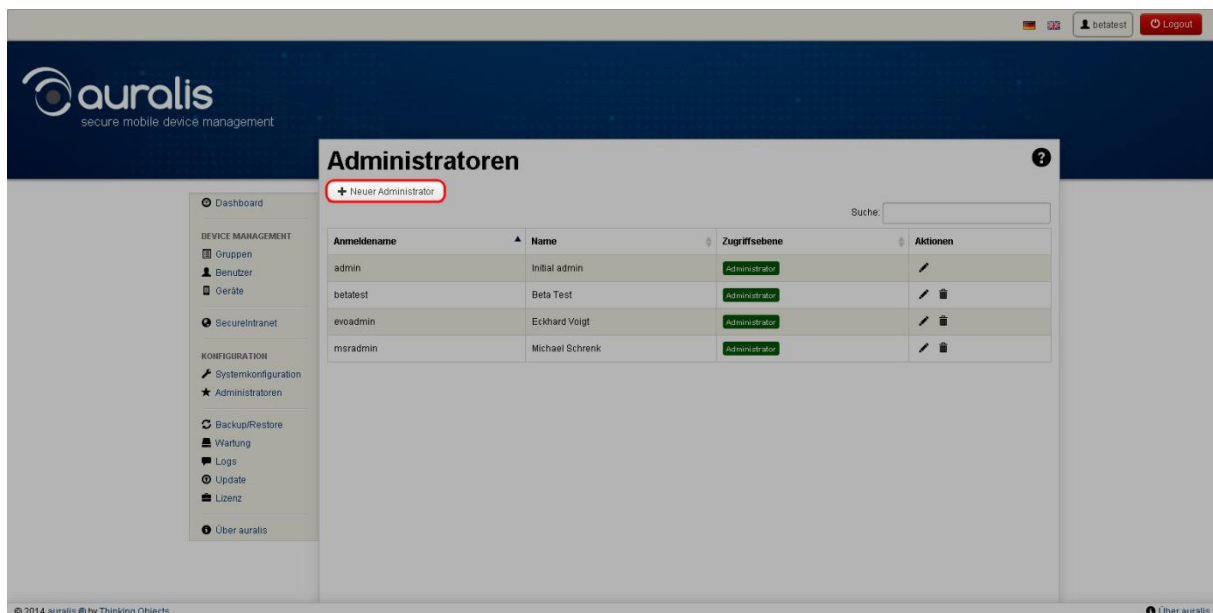 betatest
Logout
auralis
secure mobile device management
Administratoren
Neuer Administrator
Suche:
Dashboard
DEVICE MANAGEMENT
Gruppen
Benutzer
Geräte
SecureIntranet
KONFIGURATION
Systemkonfiguration
Administratoren
Backup/Restore
Wartung
Logs
Update
Lizenz
Über auralis
Anmeldename Name Zugriffsebene Aktionen
admin Initial admin Administrator
betatest Beta Test Administrator
evoadmin Eckhard Voigt Administrator
msradmin Michael Schrenk Administrator
© 2014 auralis ® by Thinking Objects
Über auralis